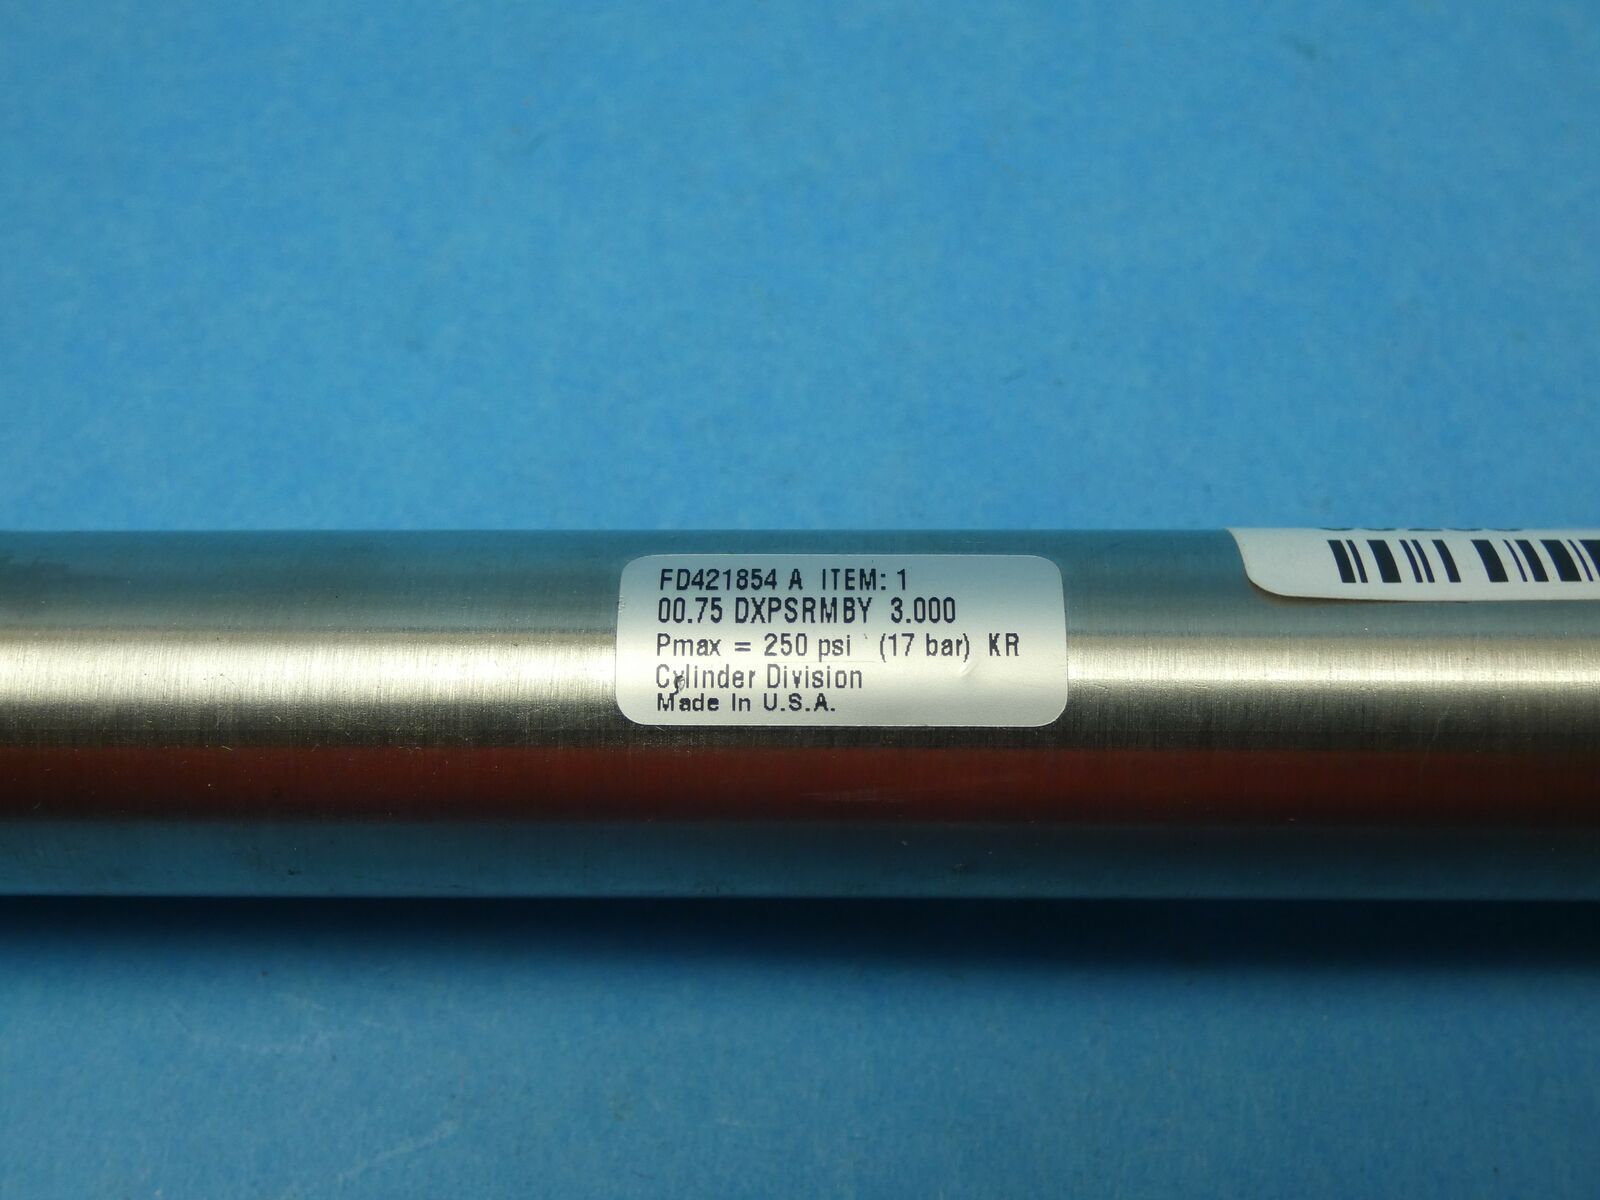 FD421854 A ITEM: 1
00.75 DXPSRMBY 3.000
Pmax = 250 psi (17 bar) KR
Cylinder Division
Made In U.S.A.